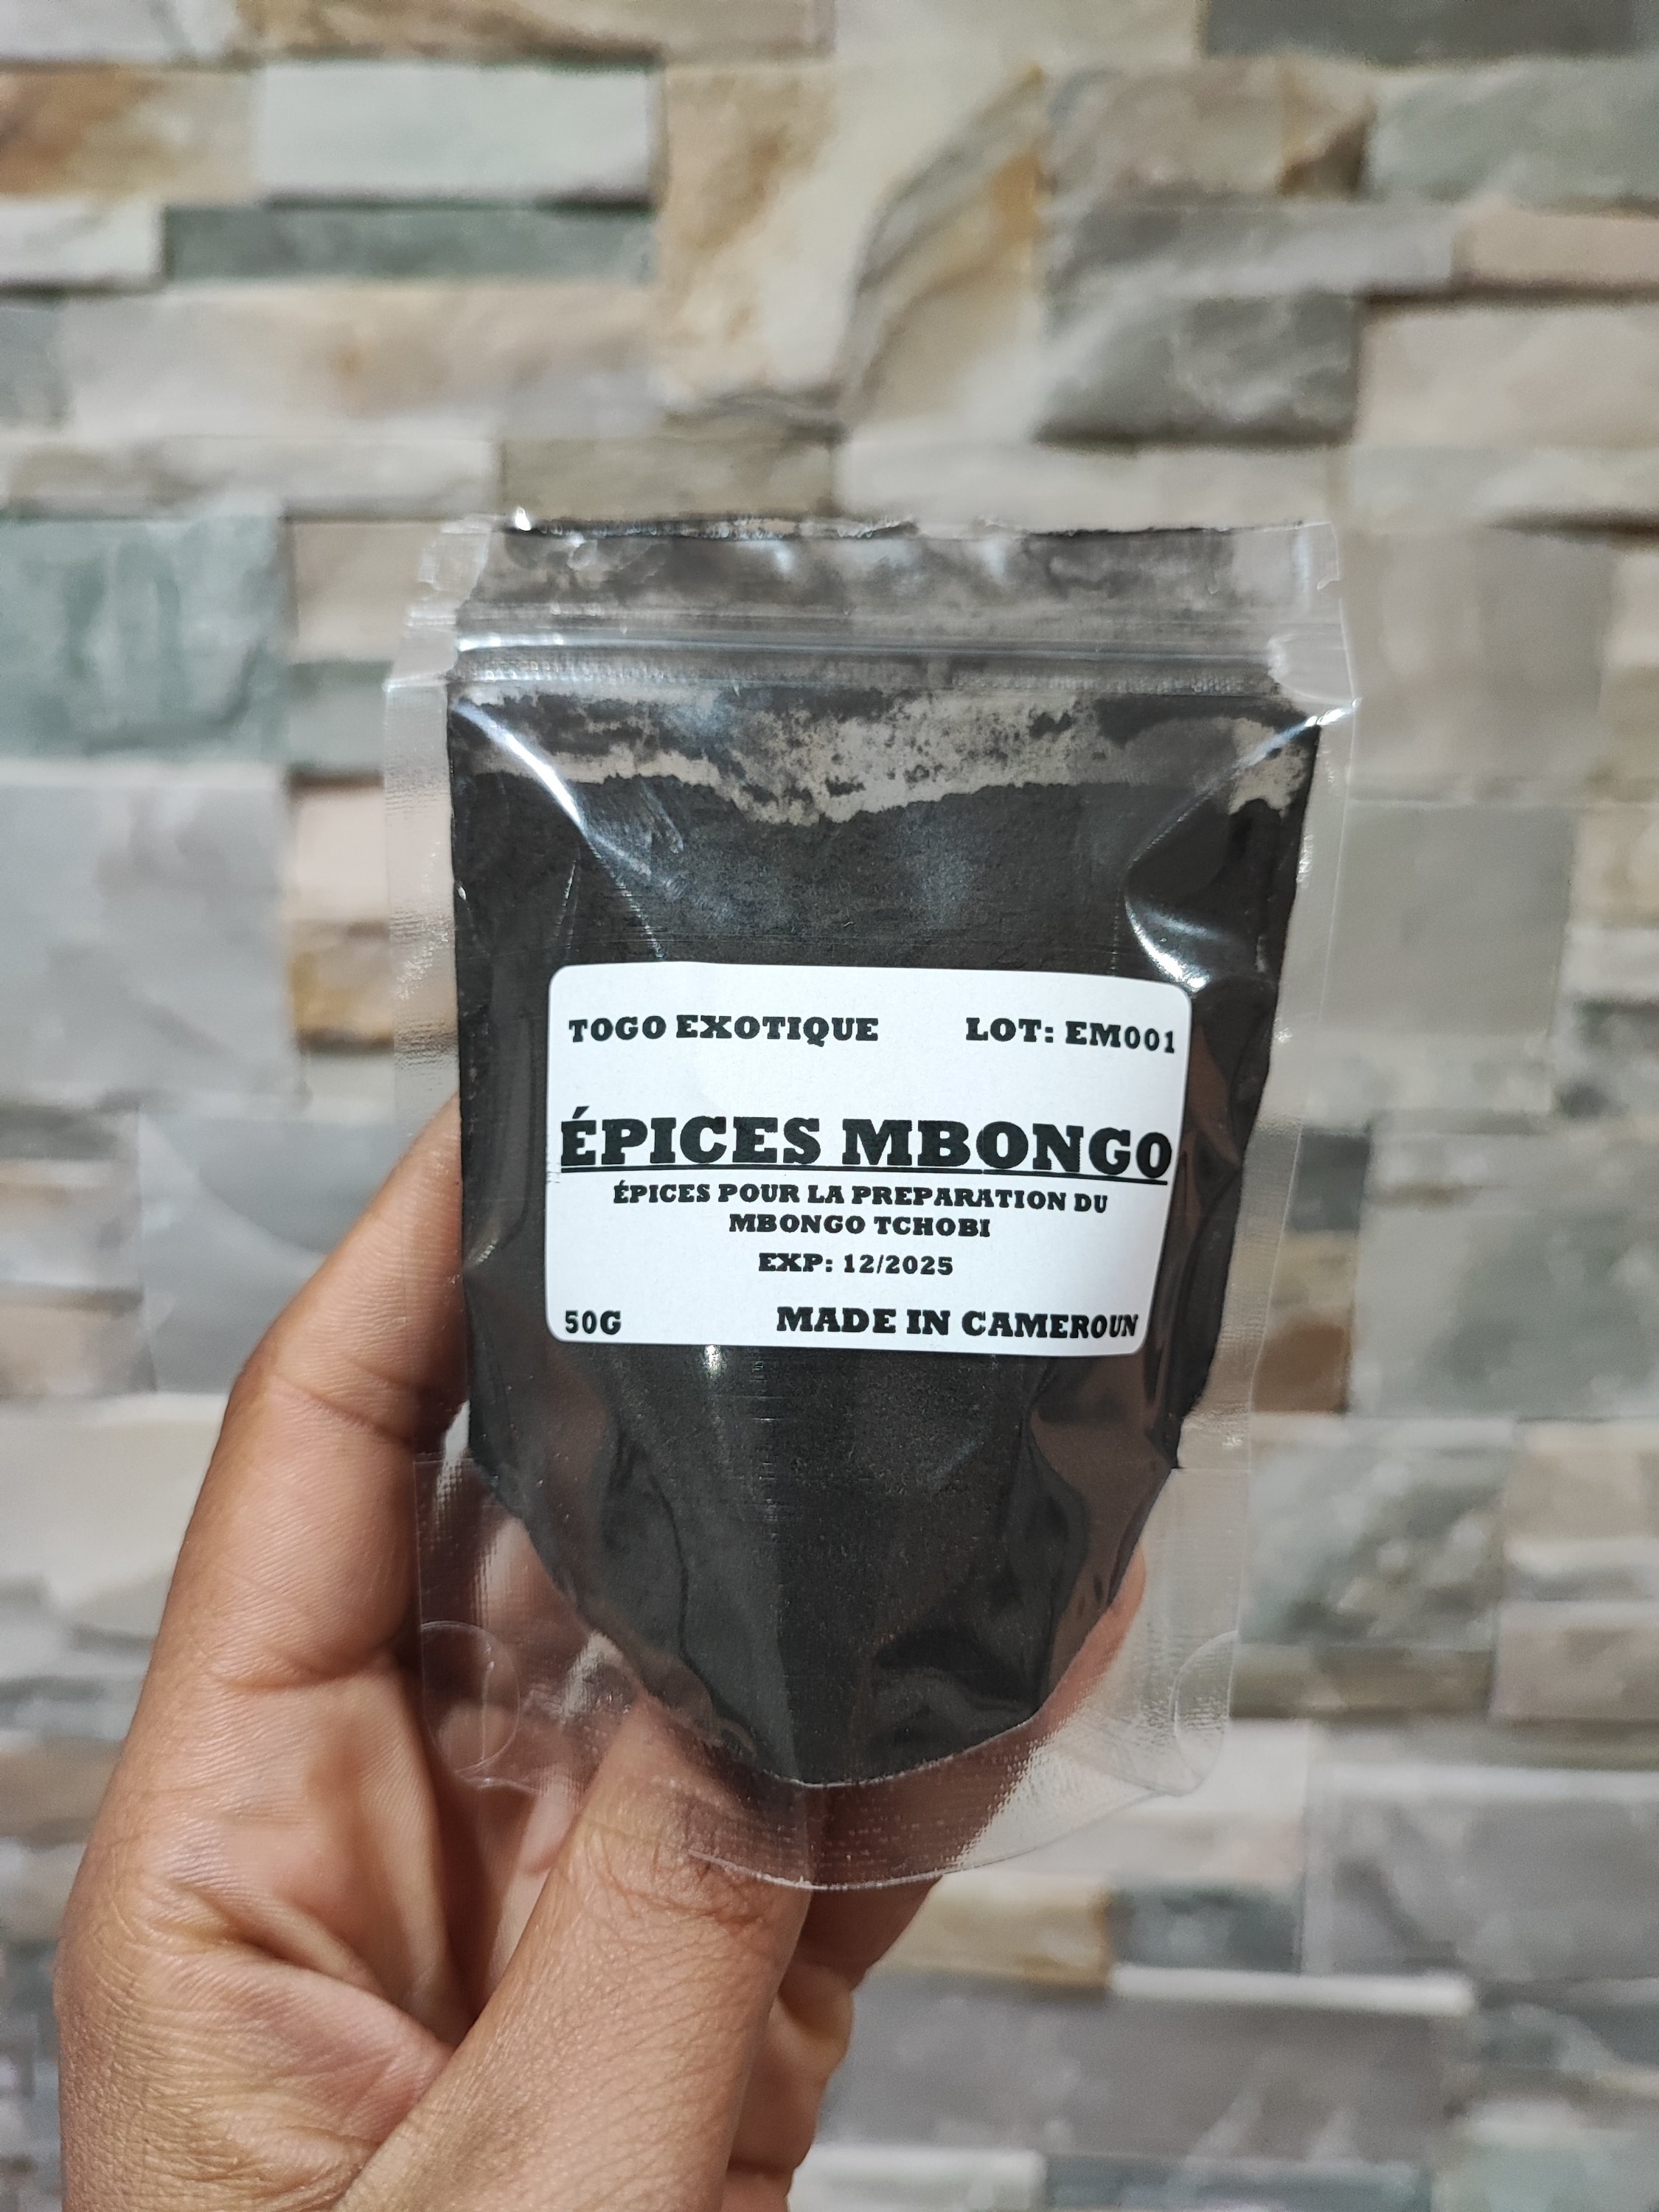 TOGO EXOTIQUE LOT: EM001
ÉPICES MBONGO
ÉPICES POUR LA PREPARATION DU
MBONGO TCHOBI
EXP: 12/2025
50G MADE IN CAMEROUN